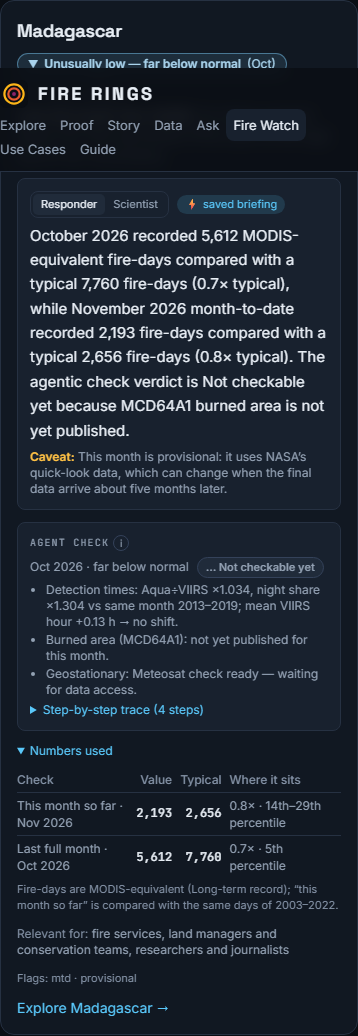 Madagascar
▼ Unusually low — far below normal (Oct)
FIRE RINGS
Explore Proof Story Data Ask Fire Watch
Use Cases Guide
Responder Scientist ⚡ saved briefing
October 2026 recorded 5,612 MODIS-
equivalent fire-days compared with a
typical 7,760 fire-days (0.7× typical),
while November 2026 month-to-date
recorded 2,193 fire-days compared with a
typical 2,656 fire-days (0.8× typical). The
agentic check verdict is Not checkable
yet because MCD64A1 burned area is not
yet published.
Caveat: This month is provisional: it uses NASA's
quick-look data, which can change when the final
data arrive about five months later.
AGENT CHECK i
Oct 2026 · far below normal … Not checkable yet
• Detection times: Aqua÷VIIRS ×1.034, night share
×1.304 vs same month 2013–2019; mean VIIRS
hour +0.13 h → no shift.
• Burned area (MCD64A1): not yet published for
this month.
• Geostationary: Meteosat check ready — waiting
for data access.
▶ Step-by-step trace (4 steps)
▼ Numbers used
Check Value Typical Where it sits
This month so far · Nov 2026 2,193 2,656 0.8× · 14th–29th percentile
Last full month · Oct 2026 5,612 7,760 0.7× · 5th percentile
Fire-days are MODIS-equivalent (Long-term record); “this
month so far” is compared with the same days of 2003–2022.
Relevant for: fire services, land managers and
conservation teams, researchers and journalists
Flags: mtd · provisional
Explore Madagascar →